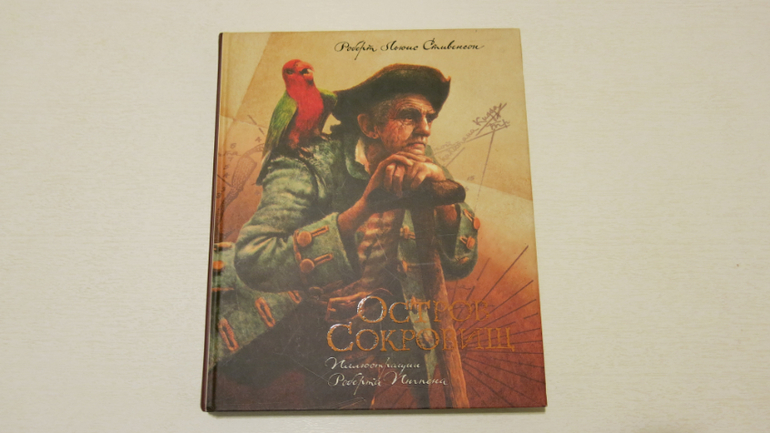 Роберт Льюис Стивенсон
Остров
Сокровищ
Иллюстрации
Роберта Ингпена